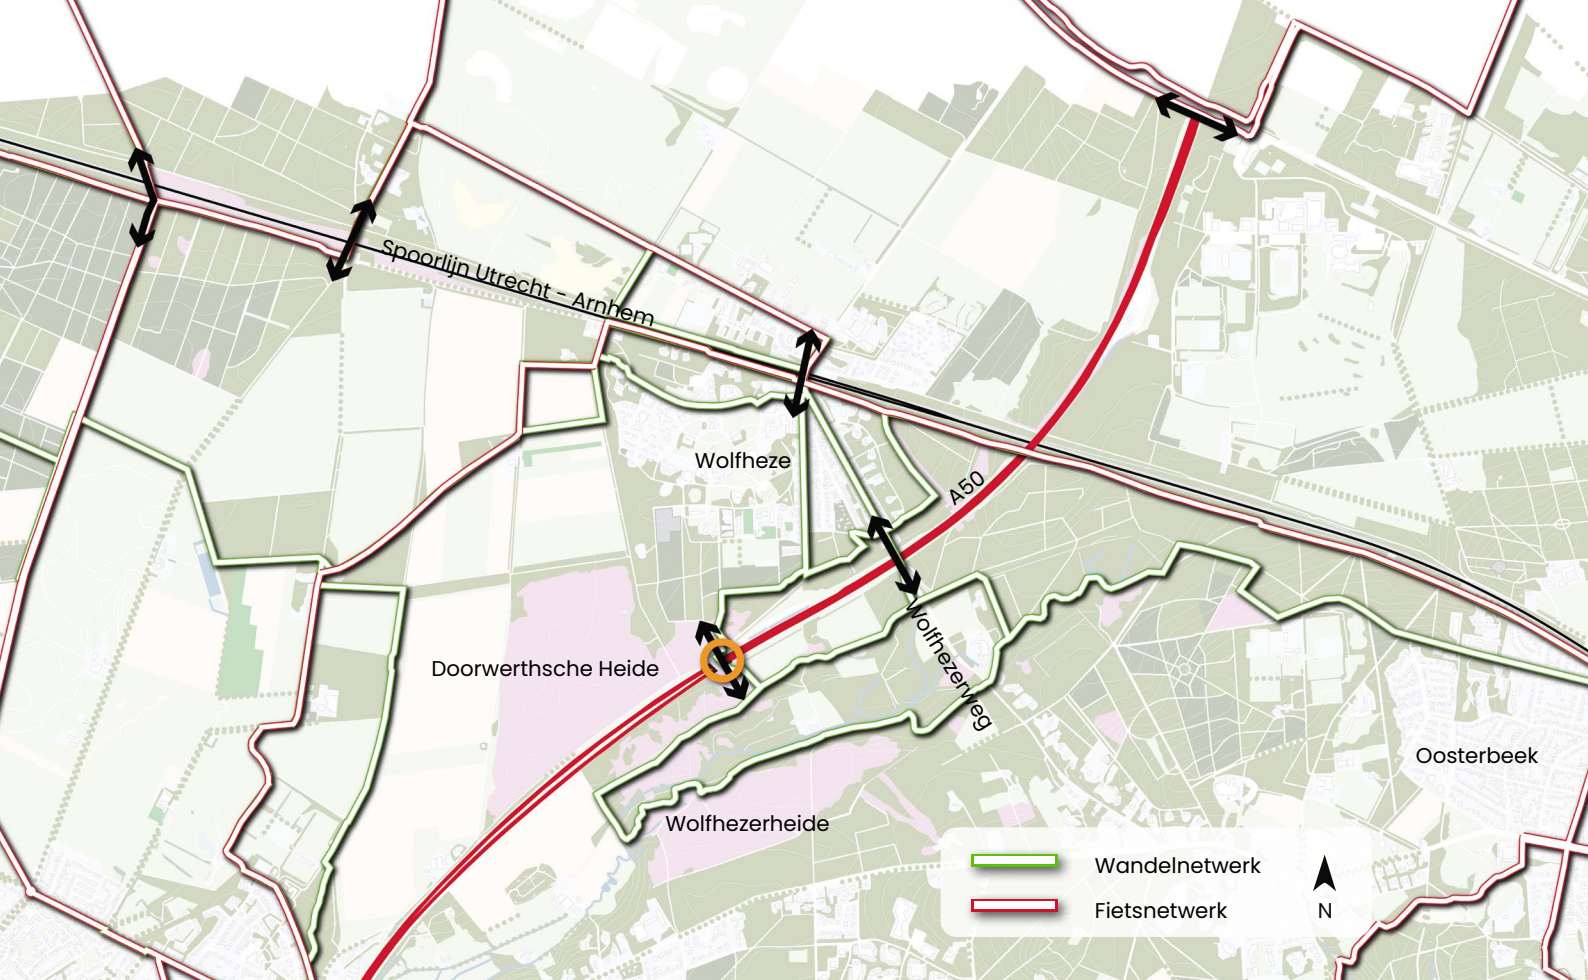 Spoorlijn Utrecht - Arnhem
Wolfheze
A50
Wolfhezerweg
Doorwerthsche Heide
Oosterbeek
Wolfhezerheide
Wandelnetwerk
Fietsnetwerk
N